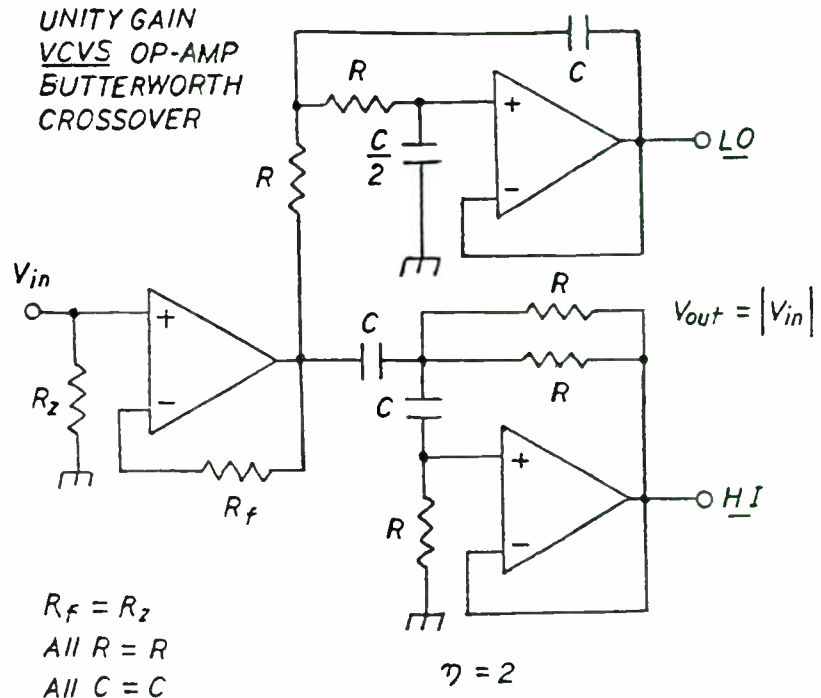 UNITY GAIN
VCVS OP-AMP
BUTTERWORTH
CROSSOVER
C
R
+
C/2
−
LO
R
Vin
+
−
Rz
Rf
C
R
R
Vout = |Vin|
C
+
−
R
HI
Rf = Rz
All R = R
All C = C
η = 2